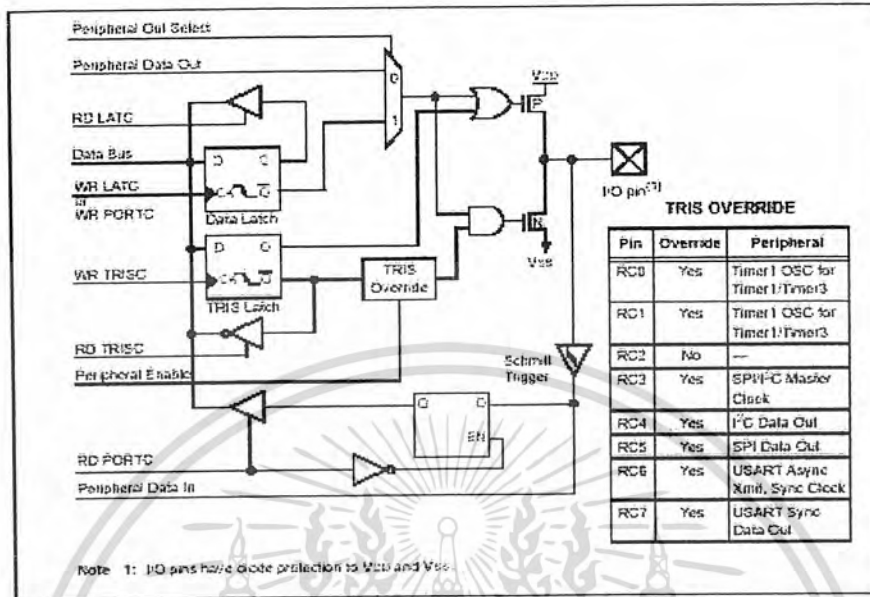 Peripheral Out Select
Peripheral Data Out
0
1
VDD
P
RD LATC
Data Bus
D Q
WR LATC
or
WR PORTC
C Q
Data Latch
I/O pin(1)
N
VSS
D Q
WR TRISC
C Q
TRIS Latch
TRIS
Override
RD TRISC
Peripheral Enable
Schmitt
Trigger
Q D
EN
RD PORTC
Peripheral Data In
TRIS OVERRIDE
Pin Override Peripheral
RC0 Yes Timer1 OSC for
Timer1/Timer3
RC1 Yes Timer1 OSC for
Timer1/Timer3
RC2 No —
RC3 Yes SPI/I²C Master
Clock
RC4 Yes I²C Data Out
RC5 Yes SPI Data Out
RC6 Yes USART Async
Xmit, Sync Clock
RC7 Yes USART Sync
Data Out
Note 1: I/O pins have diode protection to VDD and VSS.